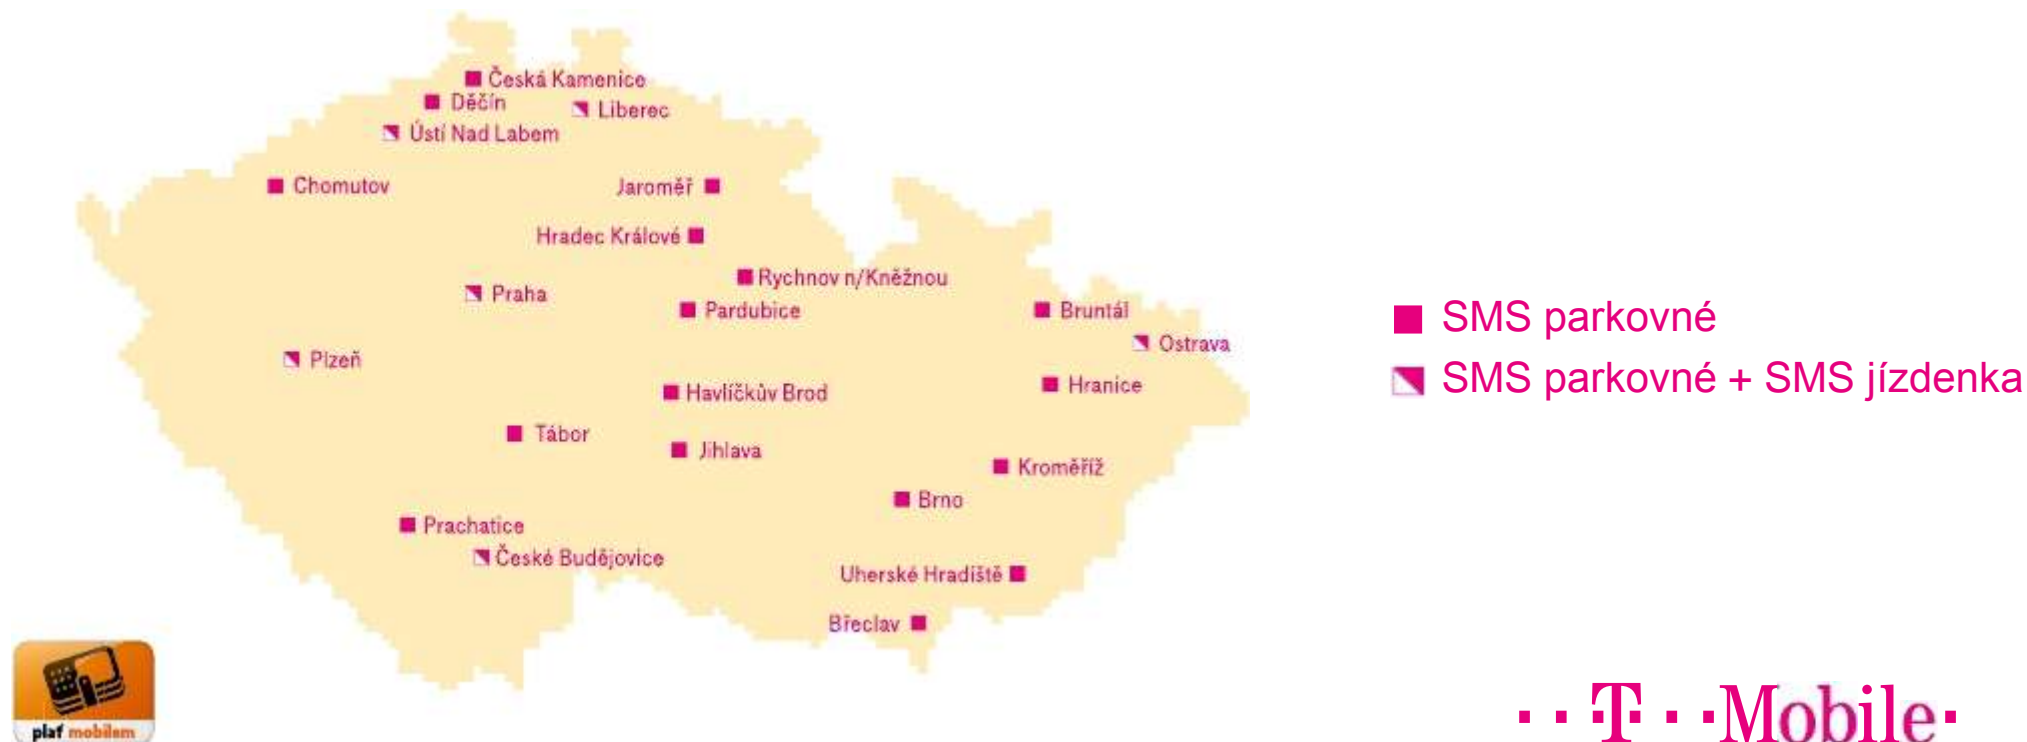 Česká Kamenice
Děčín
Liberec
Ústí Nad Labem
Chomutov
Jaroměř
Hradec Králové
Rychnov n/Kněžnou
Praha
Pardubice
Bruntál
SMS parkovné
Ostrava
Plzeň
Hranice
SMS parkovné + SMS jízdenka
Havlíčkův Brod
Tábor
Jihlava
Kroměříž
Brno
Prachatice
České Budějovice
Uherské Hradiště
Břeclav
plať mobilem
· · T · · Mobile ·